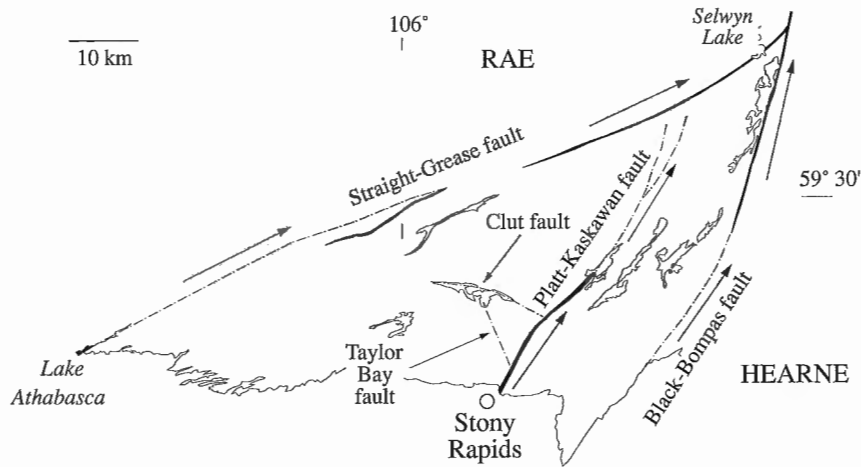 Selwyn
Lake
106°
10 km
RAE
Straight-Grease fault
59° 30'
Clut fault
Platt-Kaskawan fault
Black-Bompas fault
Taylor
Bay
fault
Lake
Athabasca
HEARNE
Stony
Rapids